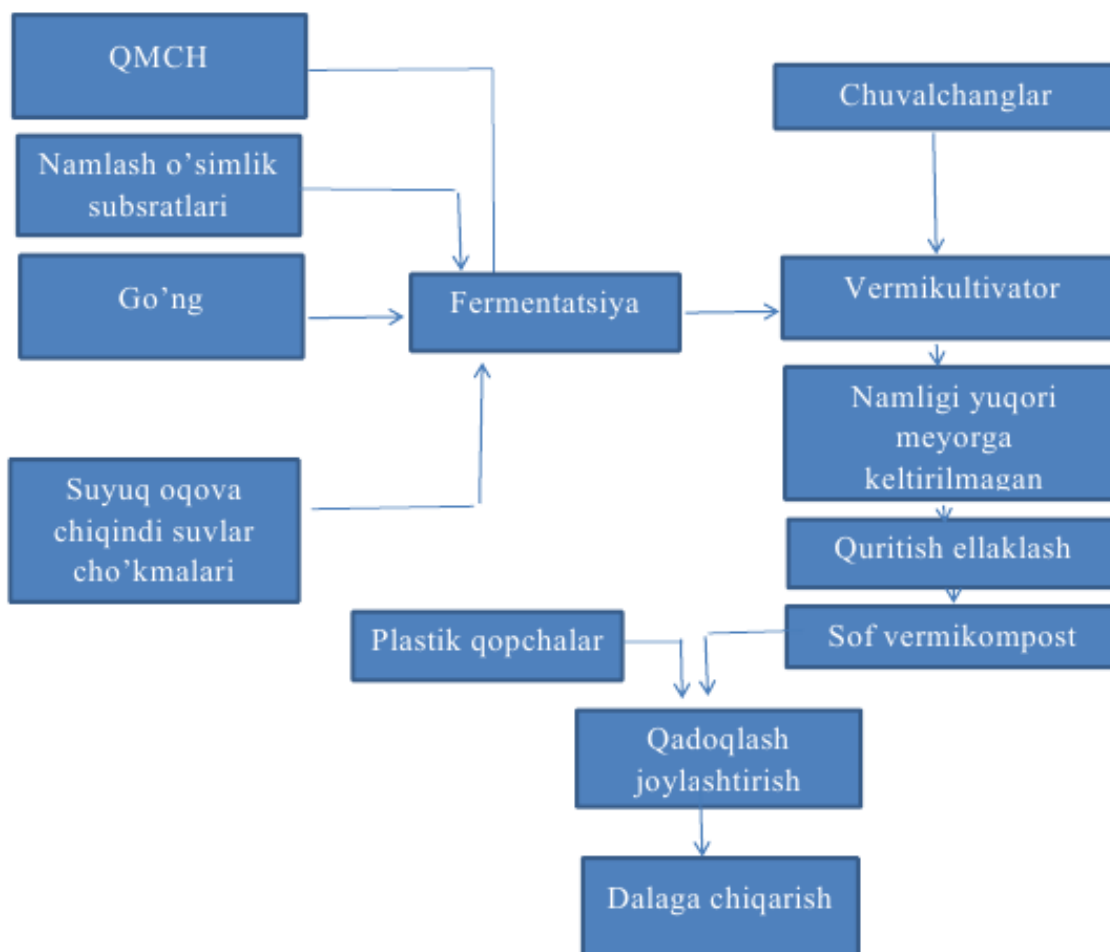 QMCH
Namlash o’simlik
subsratlari
Go’ng
Suyuq oqova
chiqindi suvlar
cho’kmalari
Fermentatsiya
Chuvalchanglar
Vermikultivator
Namligi yuqori
meyorga
keltirilmagan
Quritish ellaklash
Sof vermikompost
Plastik qopchalar
Qadoqlash
joylashtirish
Dalaga chiqarish